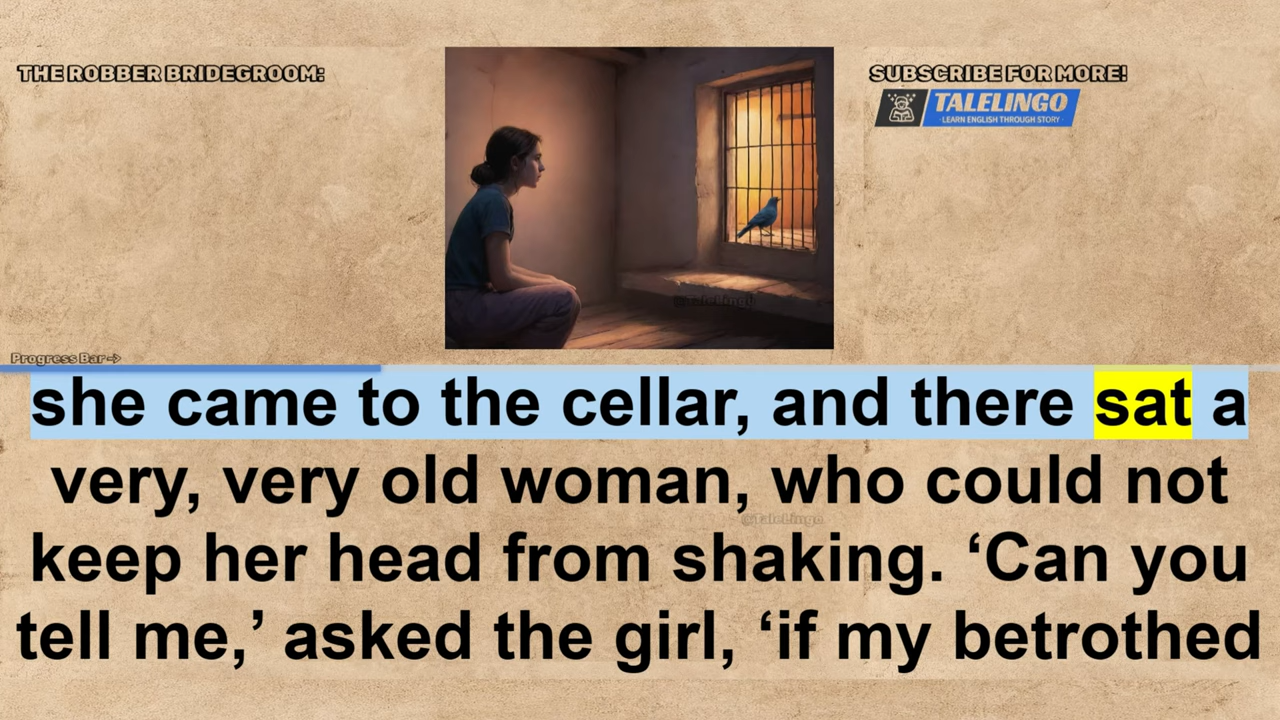 THE ROBBER BRIDEGROOM:
SUBSCRIBE FOR MORE!
TALELINGO
-LEARN ENGLISH THROUGH STORY-
@TaleLingo
Progress Bar->
she came to the cellar, and there sat a
very, very old woman, who could not
@TaleLingo
keep her head from shaking. ‘Can you
tell me,’ asked the girl, ‘if my betrothed